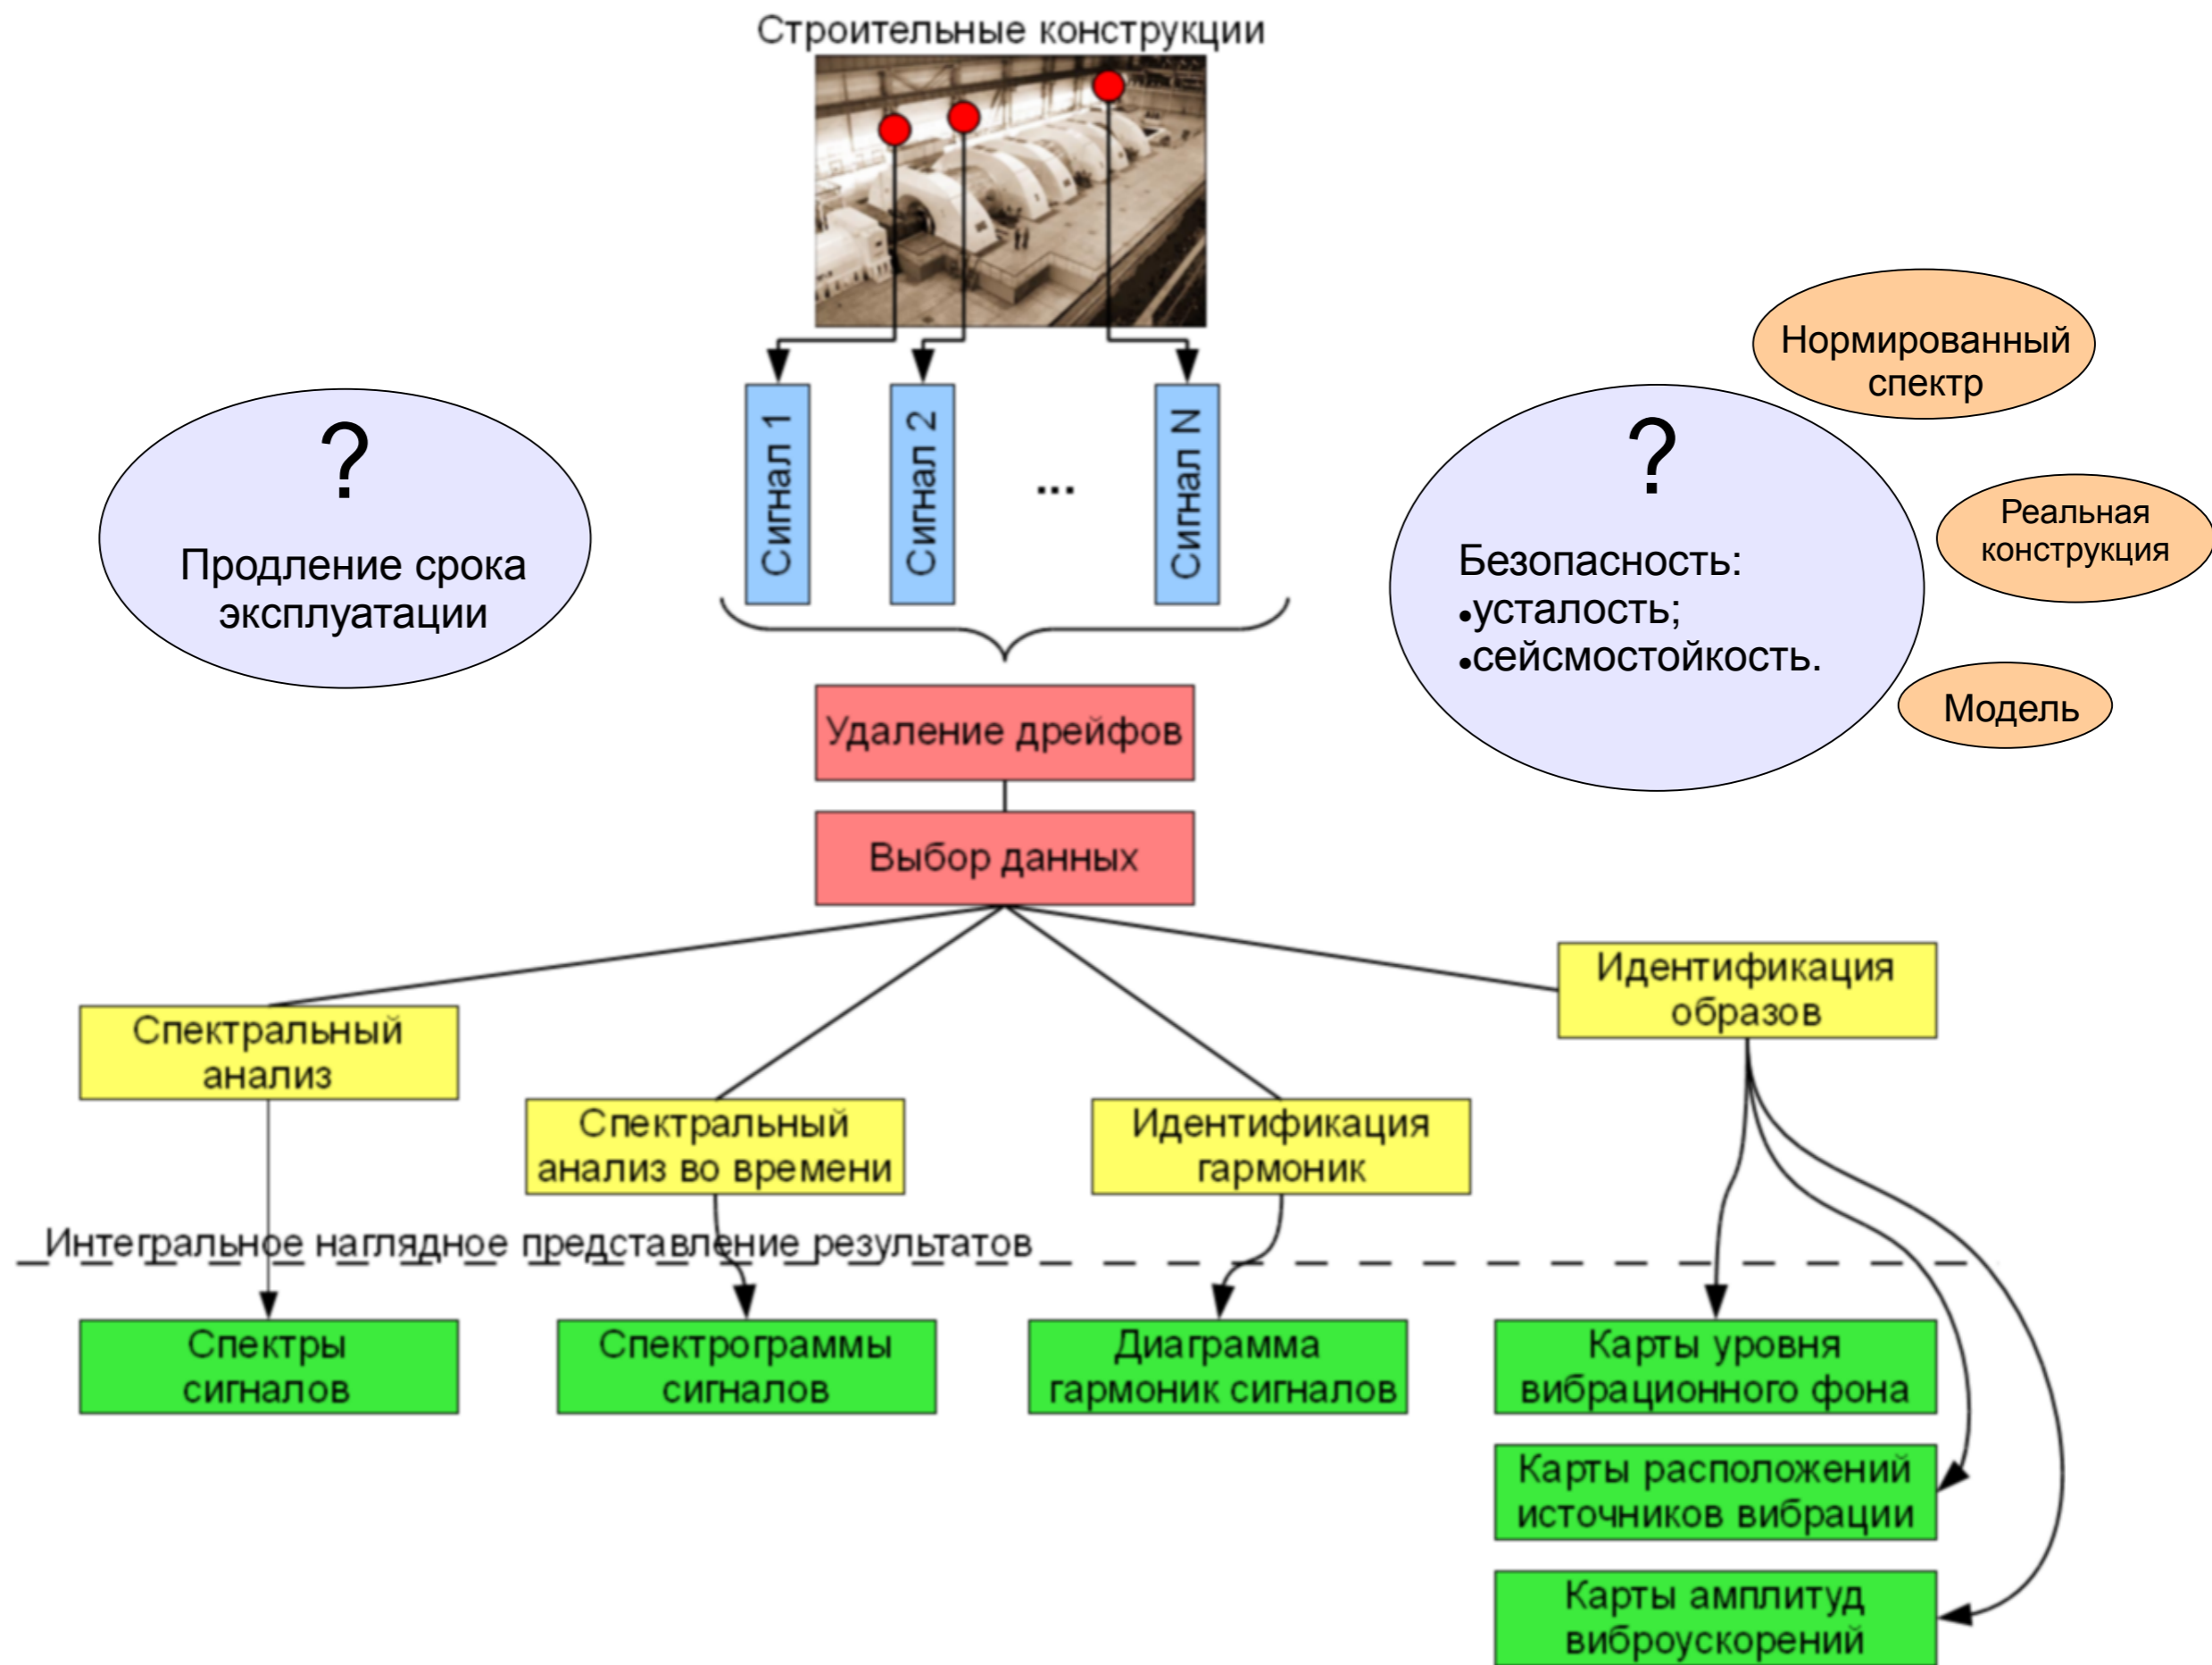 Строительные конструкции
Сигнал 1
Сигнал 2
...
Сигнал N
?
Продление срока
эксплуатации
?
Безопасность:
•усталость;
•сейсмостойкость.
Нормированный
спектр
Реальная
конструкция
Модель
Удаление дрейфов
Выбор данных
Спектральный
анализ
Спектральный
анализ во времени
Идентификация
гармоник
Идентификация
образов
Интегральное наглядное представление результатов
Спектры
сигналов
Спектрограммы
сигналов
Диаграмма
гармоник сигналов
Карты уровня
вибрационного фона
Карты расположений
источников вибрации
Карты амплитуд
виброускорений